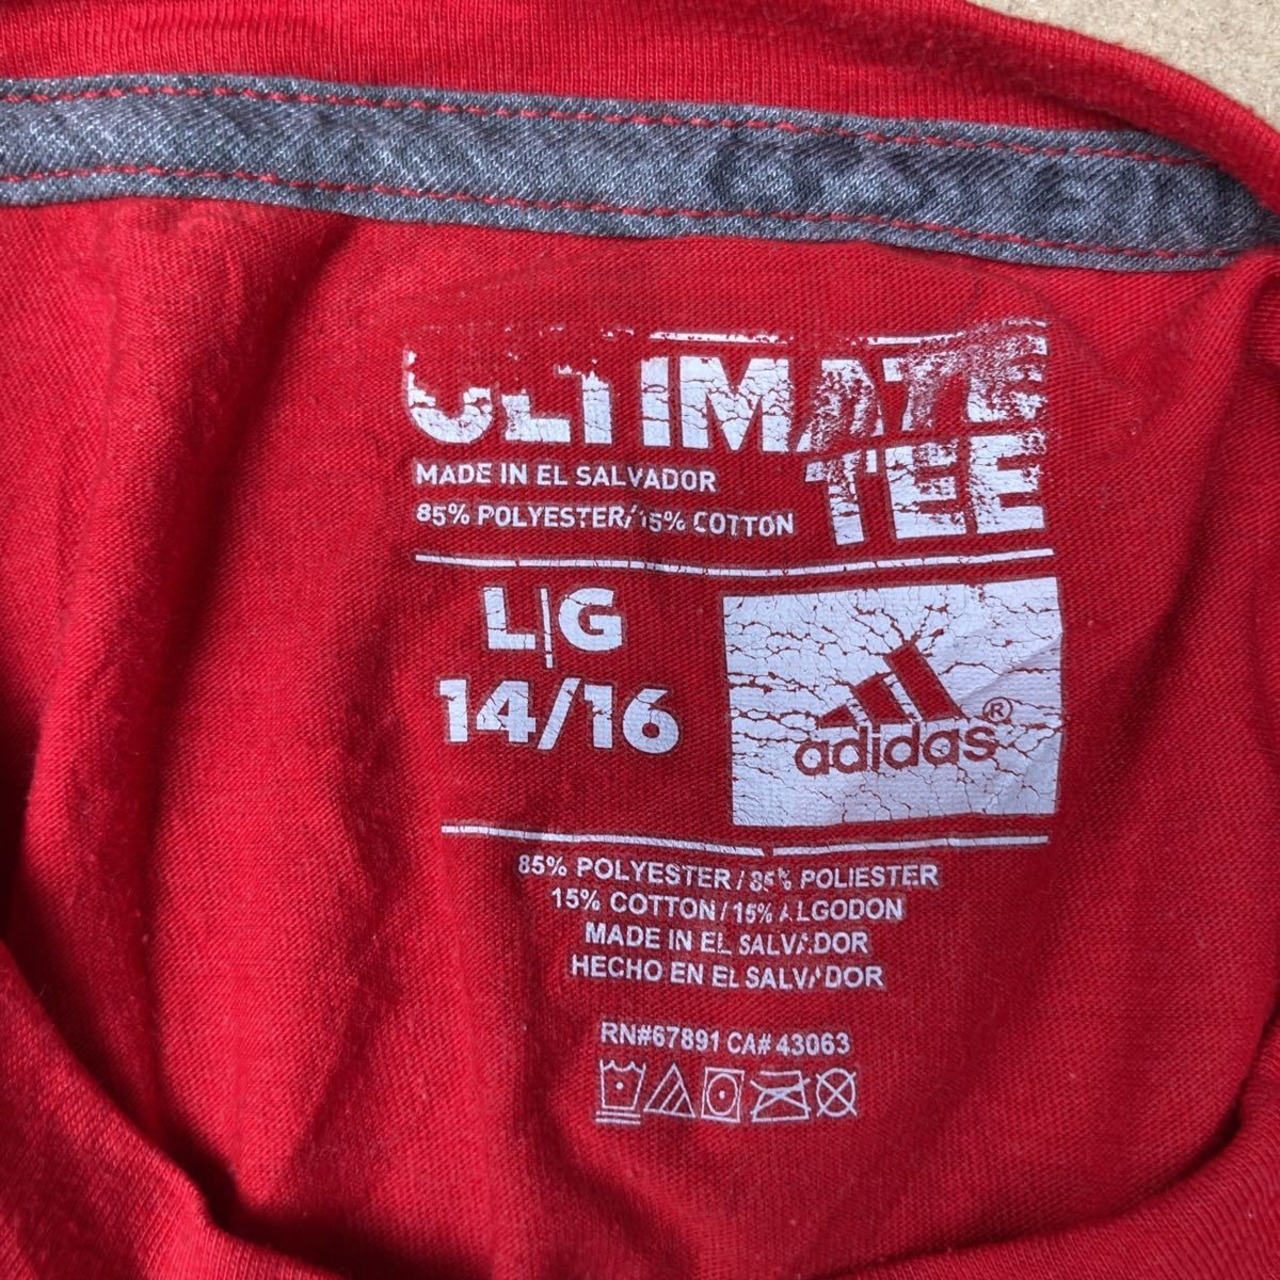 ULTIMATE
TEE
MADE IN EL SALVADOR
85% POLYESTER/15% COTTON
L|G
14/16
adidas®
85% POLYESTER / 85% POLIESTER
15% COTTON / 15% ALGODON
MADE IN EL SALVADOR
HECHO EN EL SALVADOR
RN#67891 CA# 43063